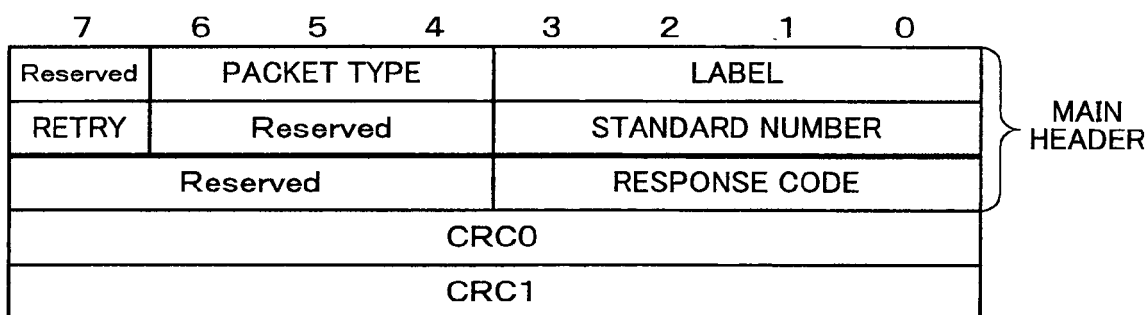 7 6 5 4 3 2 1 0
Reserved PACKET TYPE LABEL
RETRY Reserved STANDARD NUMBER
Reserved RESPONSE CODE
CRC0
CRC1
MAIN
HEADER